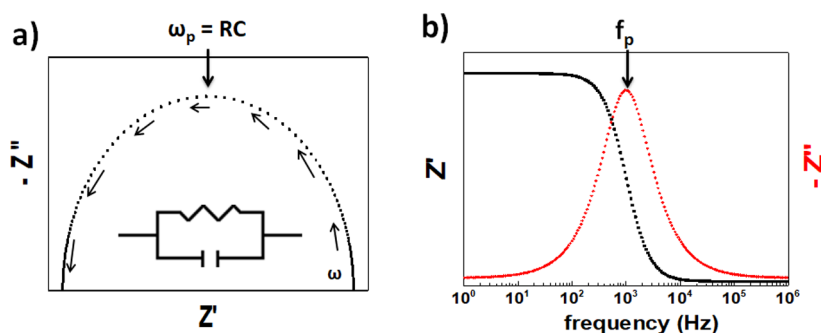 a)
ωp = RC
- Z"
ω
Z'
b)
fp
Z'
- Z"
10⁰ 10¹ 10² 10³ 10⁴ 10⁵ 10⁶
frequency (Hz)